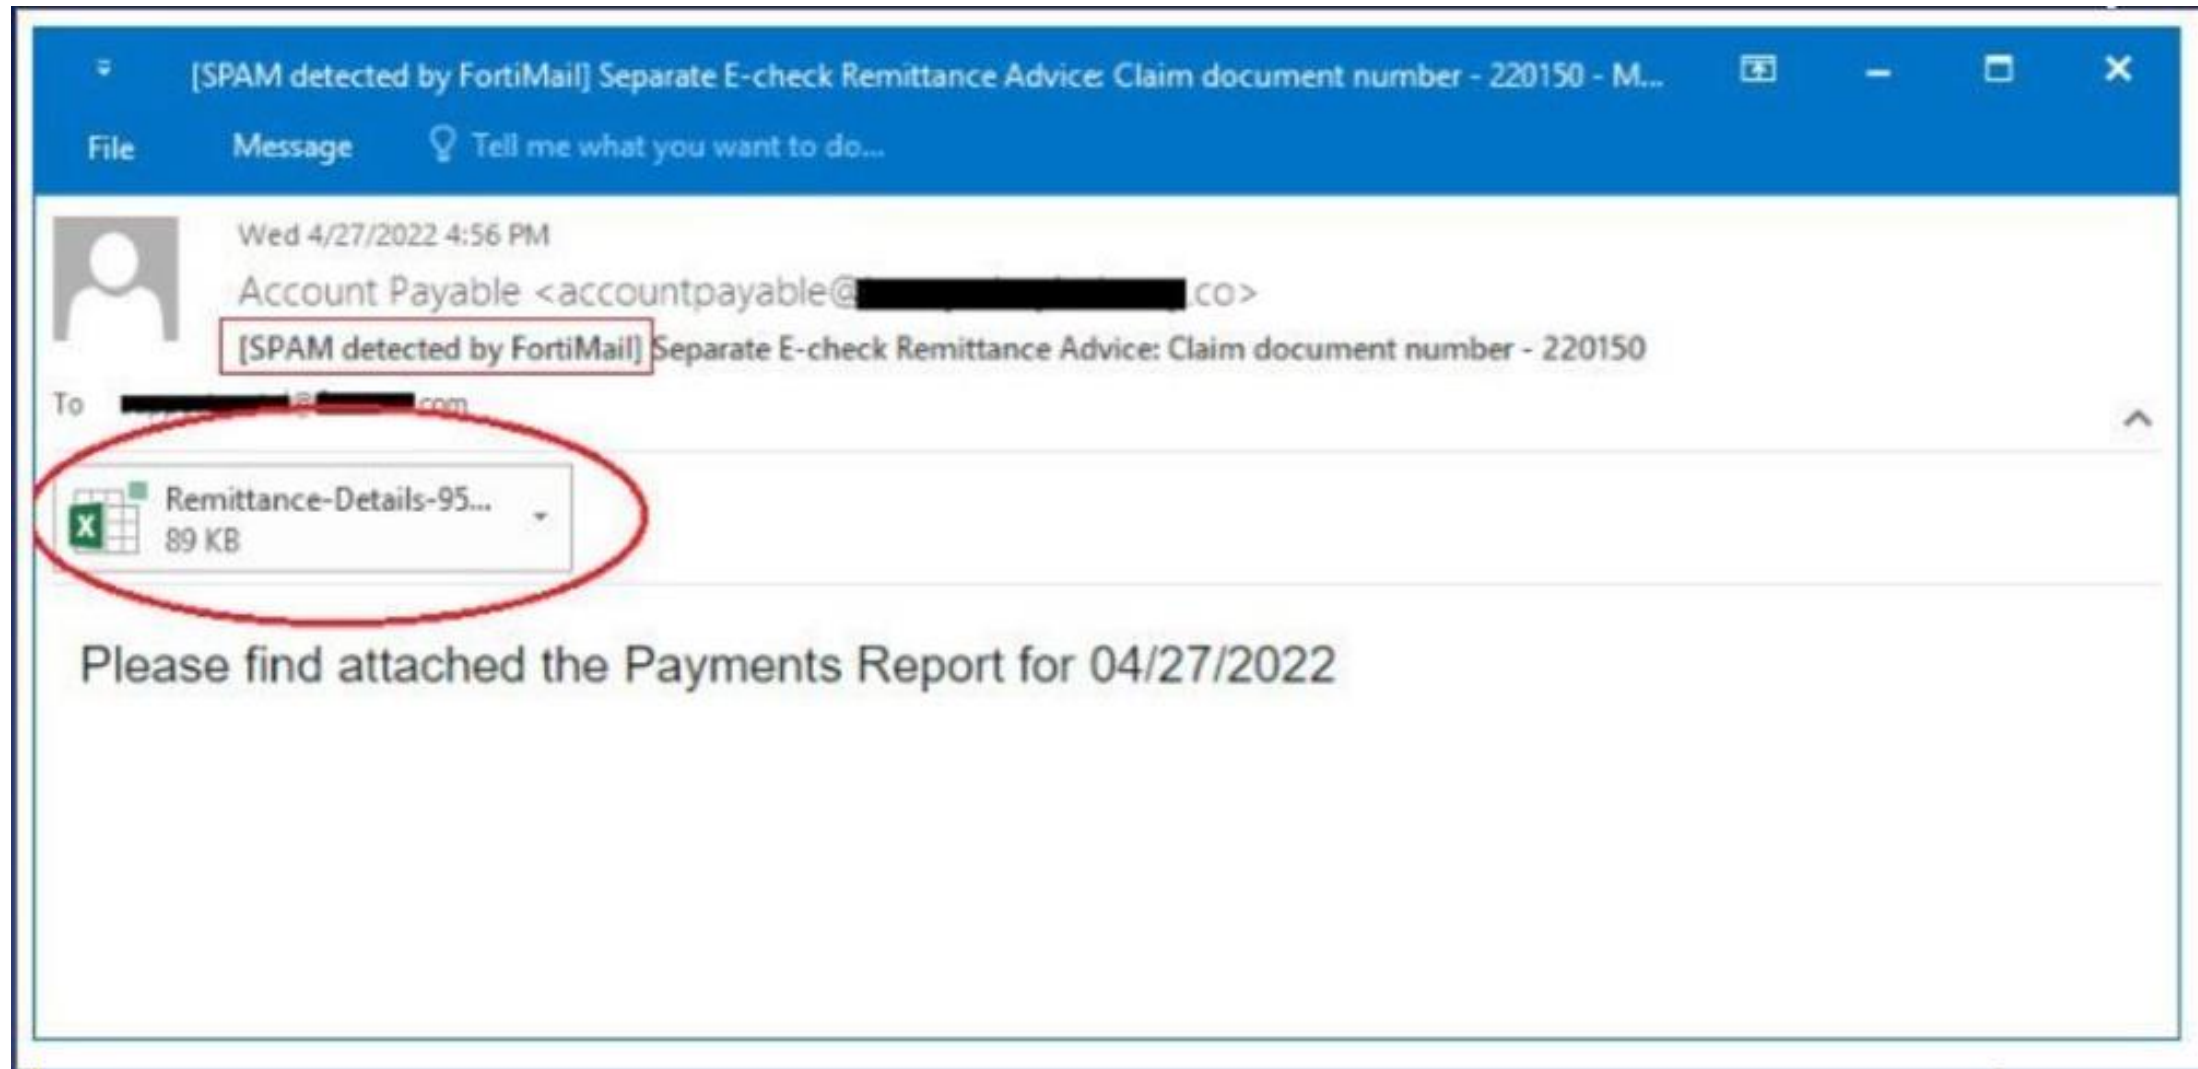 [SPAM detected by FortiMail] Separate E-check Remittance Advice: Claim document number - 220150 - M...
File Message Tell me what you want to do...
Wed 4/27/2022 4:56 PM
Account Payable <accountpayable@ .co>
[SPAM detected by FortiMail] Separate E-check Remittance Advice: Claim document number - 220150
To @ .com
Remittance-Details-95...
X
89 KB
Please find attached the Payments Report for 04/27/2022